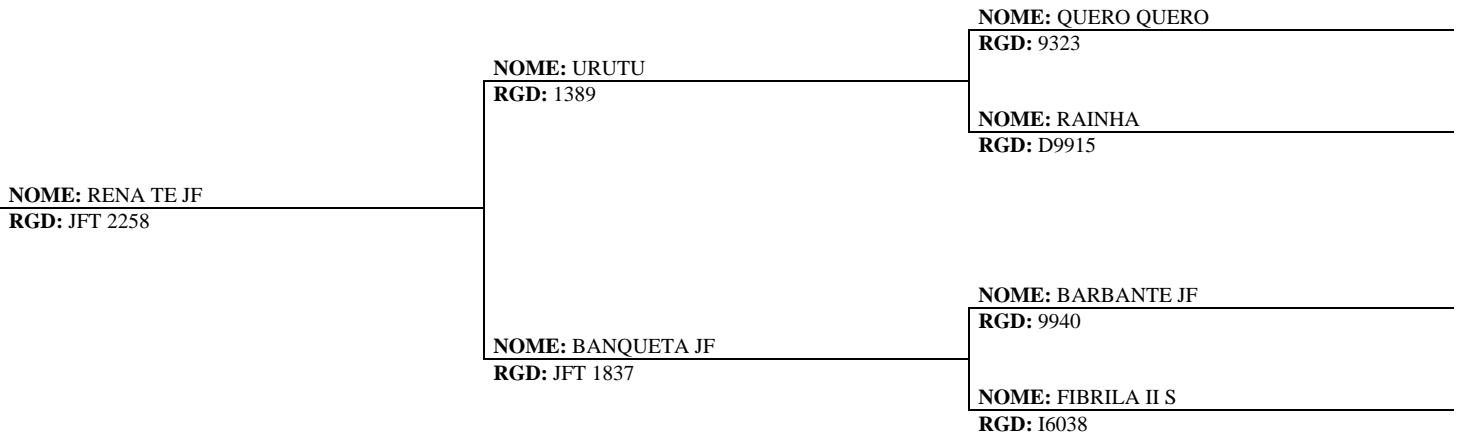 NOME: QUERO QUERO
RGD: 9323
NOME: URUTU
RGD: 1389
NOME: RAINHA
RGD: D9915
NOME: RENA TE JF
RGD: JFT 2258
NOME: BARBANTE JF
RGD: 9940
NOME: BANQUETA JF
RGD: JFT 1837
NOME: FIBRILA II S
RGD: I6038